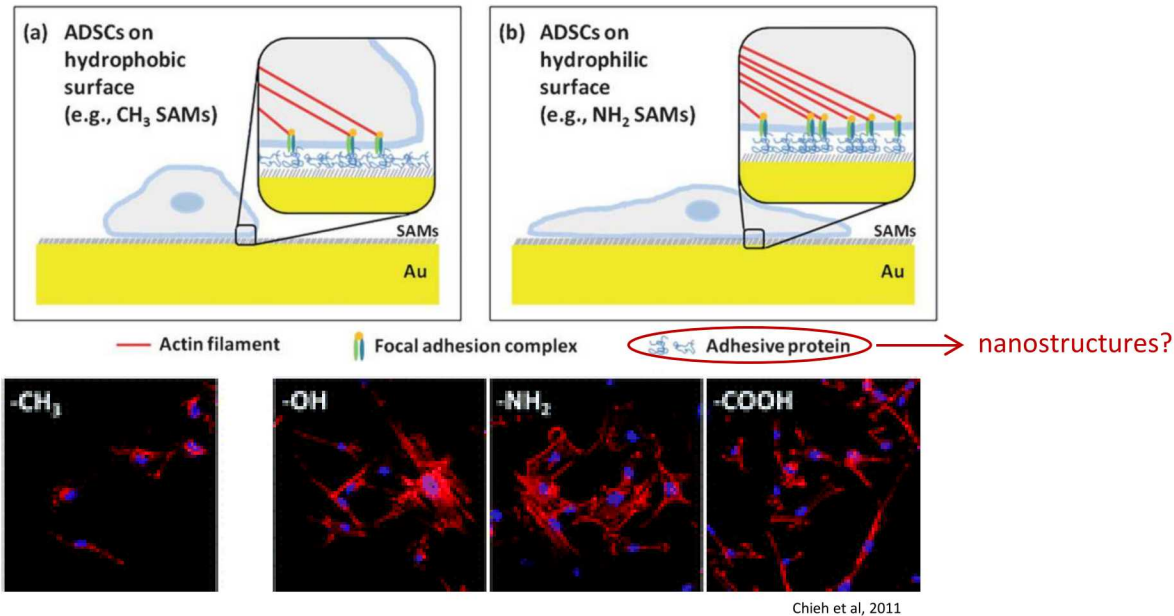 (a) ADSCs on
hydrophobic
surface
(e.g., CH₃ SAMs)
SAMs
Au
(b) ADSCs on
hydrophilic
surface
(e.g., NH₂ SAMs)
SAMs
Au
Actin filament
Focal adhesion complex
Adhesive protein
nanostructures?
-CH₃
-OH
-NH₂
-COOH
Chieh et al, 2011